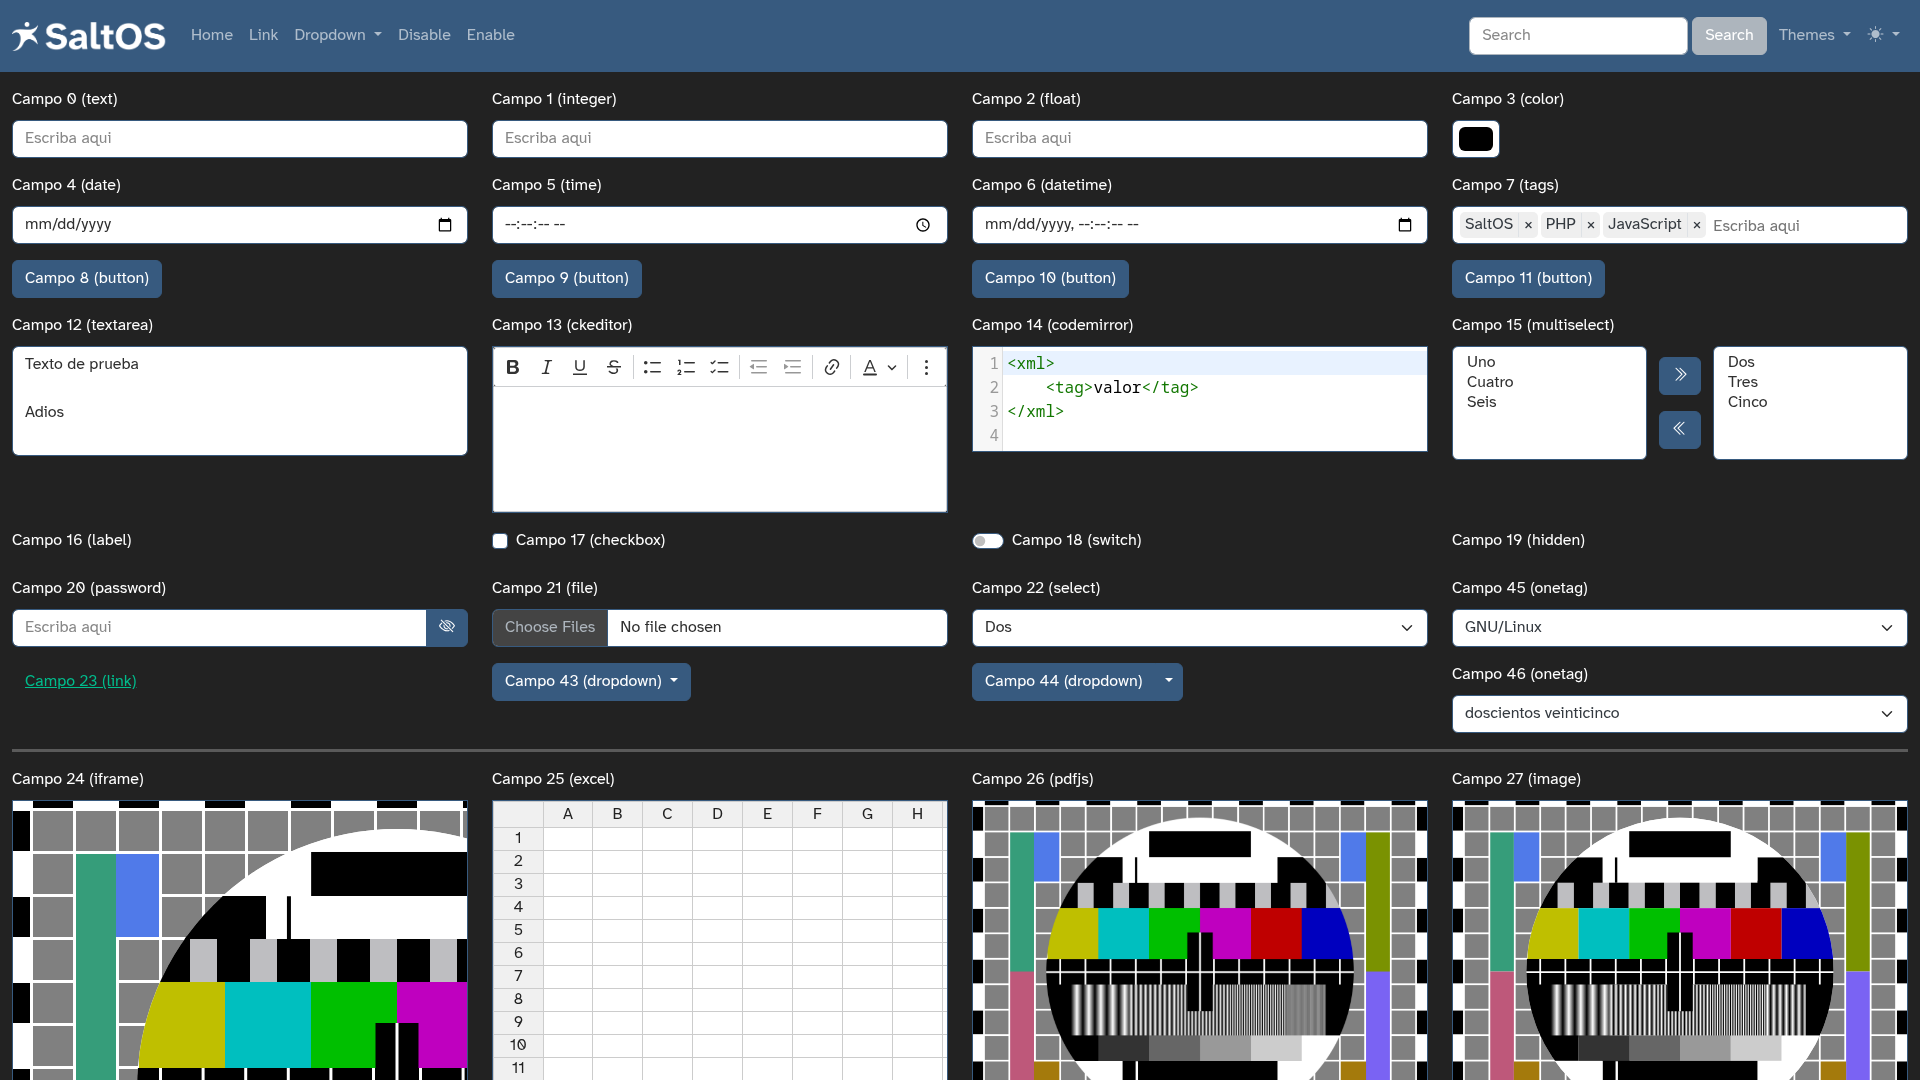 SaltOS Home Link Dropdown Disable Enable Search Search Themes
Campo 0 (text) Campo 1 (integer) Campo 2 (float) Campo 3 (color)
Escriba aqui Escriba aqui Escriba aqui
Campo 4 (date) Campo 5 (time) Campo 6 (datetime) Campo 7 (tags)
mm/dd/yyyy --:--:-- -- mm/dd/yyyy, --:--:-- -- SaltOS × PHP × JavaScript × Escriba aqui
Campo 8 (button) Campo 9 (button) Campo 10 (button) Campo 11 (button)
Campo 12 (textarea) Campo 13 (ckeditor) Campo 14 (codemirror) Campo 15 (multiselect)
Texto de prueba
Adios
B I U S A
1 <xml>
2 <tag>valor</tag>
3 </xml>
4
Uno
Cuatro
Seis
Dos
Tres
Cinco
Campo 16 (label) Campo 17 (checkbox) Campo 18 (switch) Campo 19 (hidden)
Campo 20 (password) Campo 21 (file) Campo 22 (select) Campo 45 (onetag)
Escriba aqui Choose Files No file chosen Dos GNU/Linux
Campo 23 (link) Campo 43 (dropdown) Campo 44 (dropdown) Campo 46 (onetag)
doscientos veinticinco
Campo 24 (iframe) Campo 25 (excel) Campo 26 (pdfjs) Campo 27 (image)
A B C D E F G H
1
2
3
4
5
6
7
8
9
10
11